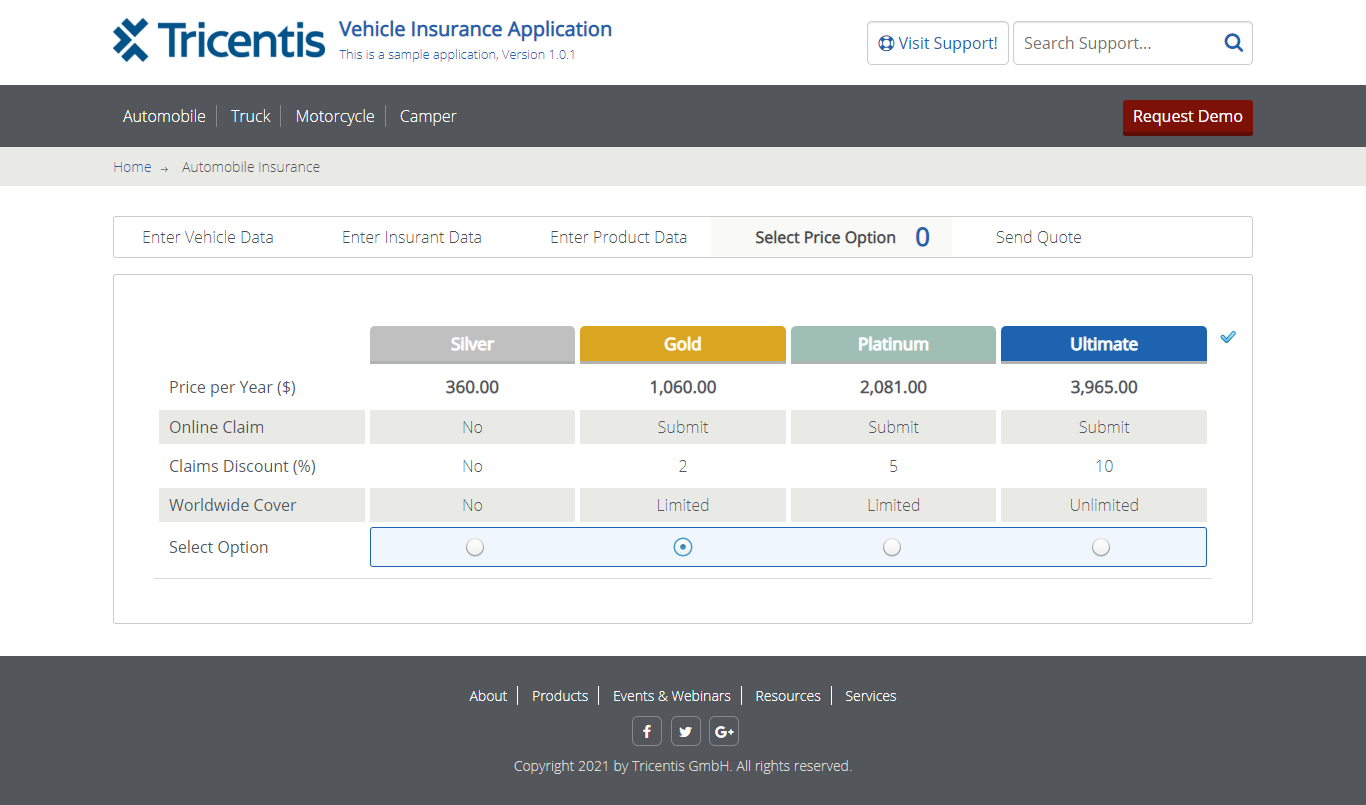 Tricentis
Vehicle Insurance Application
This is a sample application, Version 1.0.1
Visit Support!
Search Support...
Automobile
Truck
Motorcycle
Camper
Request Demo
Home → Automobile Insurance
Enter Vehicle Data
Enter Insurant Data
Enter Product Data
Select Price Option 0
Send Quote
Silver Gold Platinum Ultimate
Price per Year ($) 360.00 1,060.00 2,081.00 3,965.00
Online Claim No Submit Submit Submit
Claims Discount (%) No 2 5 10
Worldwide Cover No Limited Limited Unlimited
Select Option
About
Products
Events & Webinars
Resources
Services
f
G+
Copyright 2021 by Tricentis GmbH. All rights reserved.